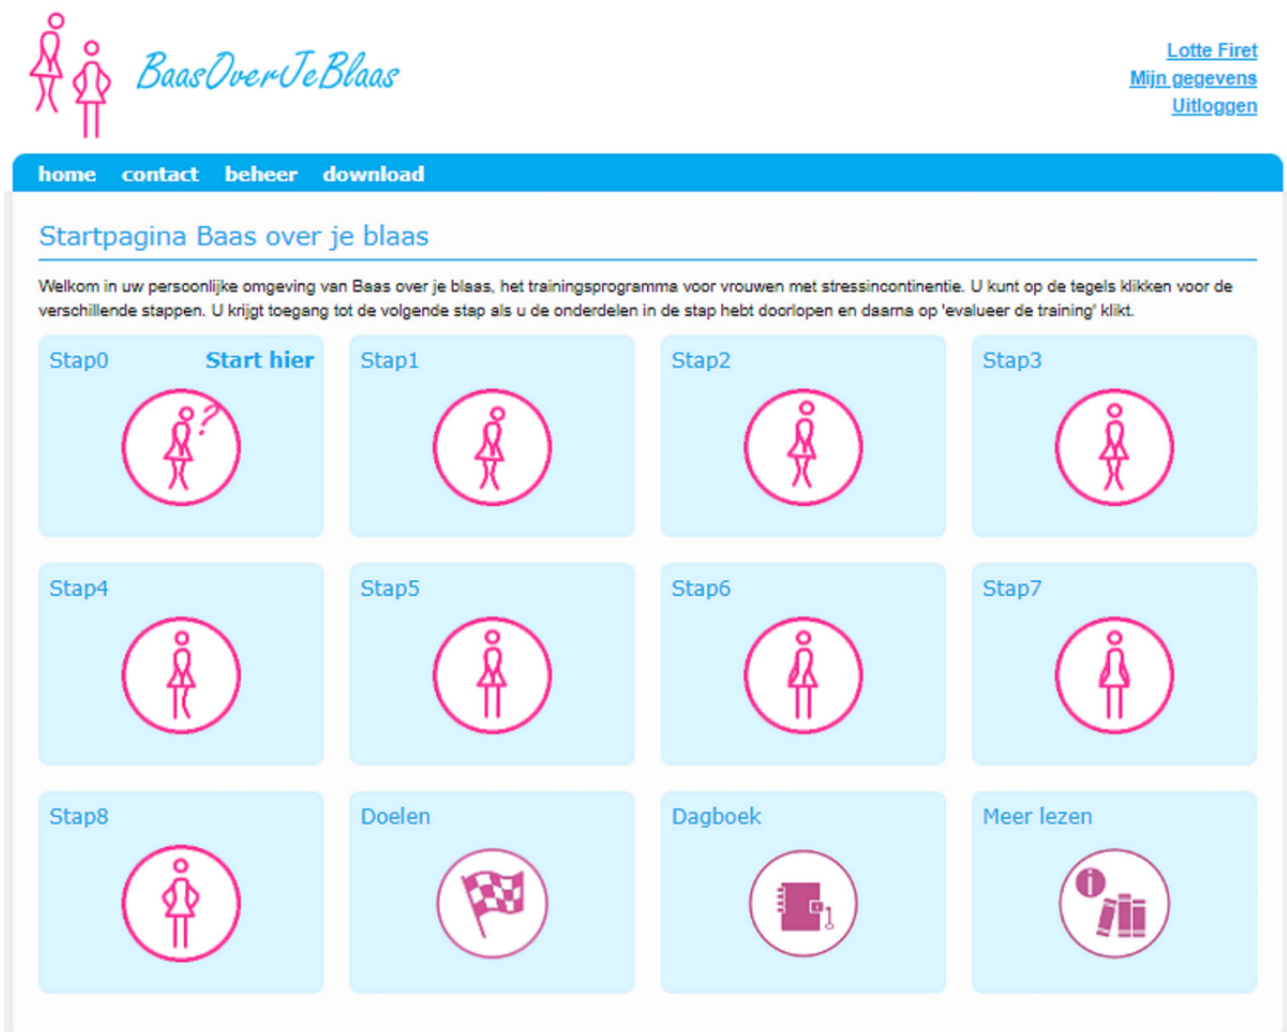 BaasOverJeBlaas
Lotte Firet
Mijn gegevens
Uitloggen
home contact beheer download
Startpagina Baas over je blaas
Welkom in uw persoonlijke omgeving van Baas over je blaas, het trainingsprogramma voor vrouwen met stressincontinentie. U kunt op de tegels klikken voor de
verschillende stappen. U krijgt toegang tot de volgende stap als u de onderdelen in de stap hebt doorlopen en daarna op 'evalueer de training' klikt.
Stap0 Start hier Stap1 Stap2 Stap3
?
Stap4 Stap5 Stap6 Stap7
Stap8 Doelen Dagboek Meer lezen
i